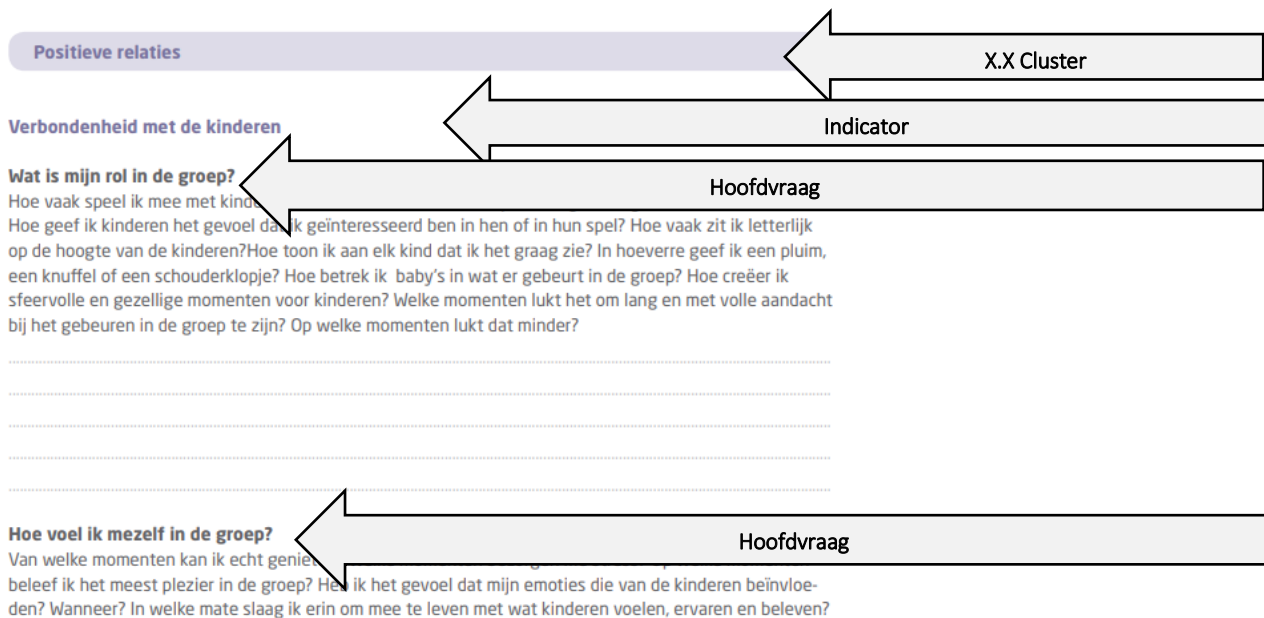 Positieve relaties
X.X Cluster
Verbondenheid met de kinderen
Indicator
Wat is mijn rol in de groep?
Hoofdvraag
Hoe vaak speel ik mee met
Hoe geef ik kinderen het gevoel dat ik geïnteresseerd ben in hen of in hun spel? Hoe vaak zit ik letterlijk
op de hoogte van de kinderen?Hoe toon ik aan elk kind dat ik het graag zie? In hoeverre geef ik een pluim,
een knuffel of een schouderklopje? Hoe betrek ik baby's in wat er gebeurt in de groep? Hoe creëer ik
sfeervolle en gezellige momenten voor kinderen? Welke momenten lukt het om lang en met volle aandacht
bij het gebeuren in de groep te zijn? Op welke momenten lukt dat minder?
Hoe voel ik mezelf in de groep?
Hoofdvraag
Van welke momenten kan ik echt
beleef ik het meest plezier in de groep? Heb ik het gevoel dat mijn emoties die van de kinderen beïnvloe-
den? Wanneer? In welke mate slaag ik erin om mee te leven met wat kinderen voelen, ervaren en beleven?